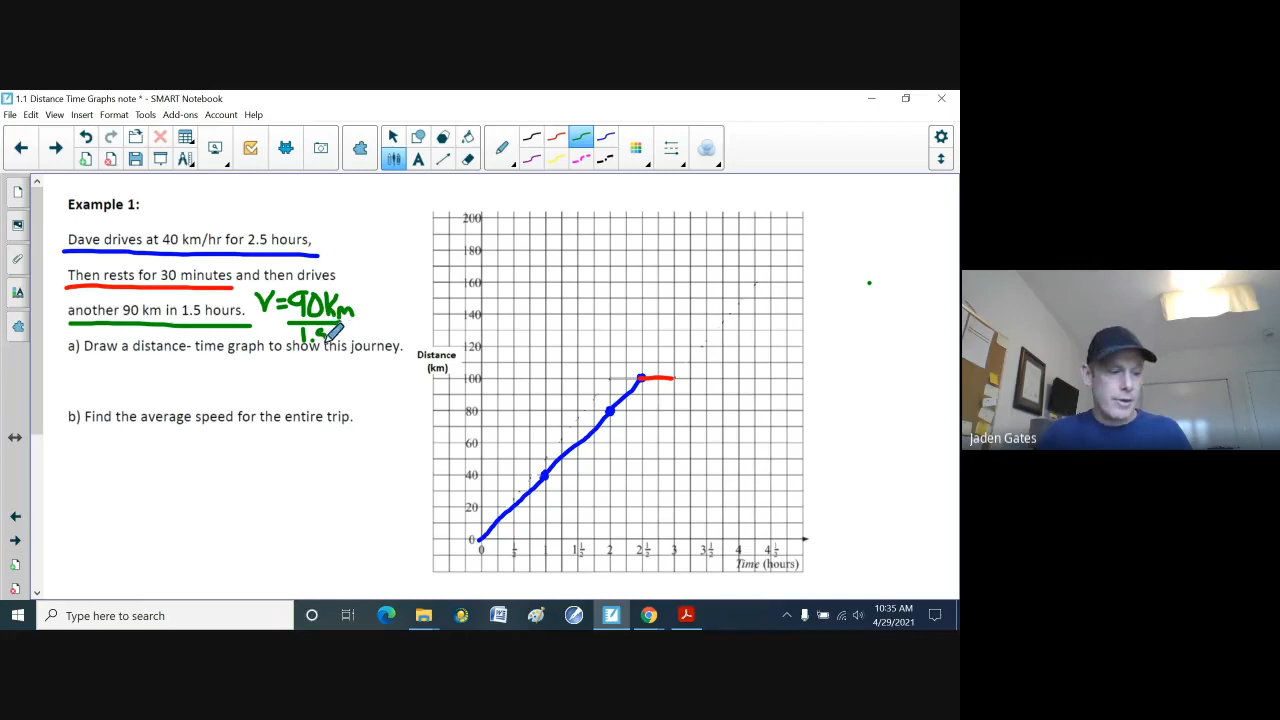 1.1 Distance Time Graphs note * - SMART Notebook
File Edit View Insert Format Tools Add-ons Account Help
Example 1:
Dave drives at 40 km/hr for 2.5 hours,
Then rests for 30 minutes and then drives
another 90 km in 1.5 hours.
V=90Km
1.5
a) Draw a distance- time graph to show this journey.
b) Find the average speed for the entire trip.
200
180
160
140
120
Distance
(km)
100
80
60
40
20
0
0 ½ 1 1½ 2 2½ 3 3½ 4 4½
Time (hours)
Jaden Gates
Type here to search
10:35 AM
4/29/2021